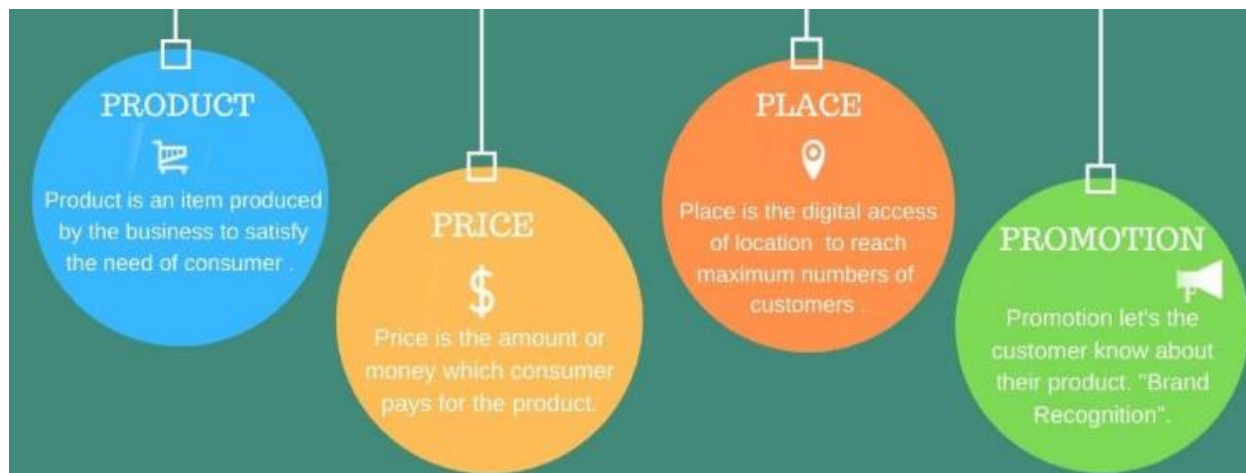 PRODUCT
Product is an item produced
by the business to satisfy
the need of consumer .
PRICE
$
Price is the amount or
money which consumer
pays for the product.
PLACE
Place is the digital access
of location  to reach
maximum numbers of
customers .
PROMOTION
Promotion let's the
customer know about
their product. "Brand
Recognition".